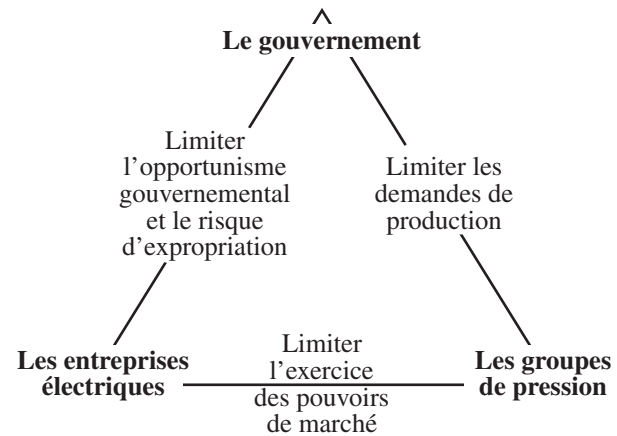 Le gouvernement
Limiter
l'opportunisme
gouvernemental
et le risque
d'expropriation
Limiter les
demandes de
production
Les entreprises
électriques
Limiter
l'exercice
des pouvoirs
de marché
Les groupes
de pression